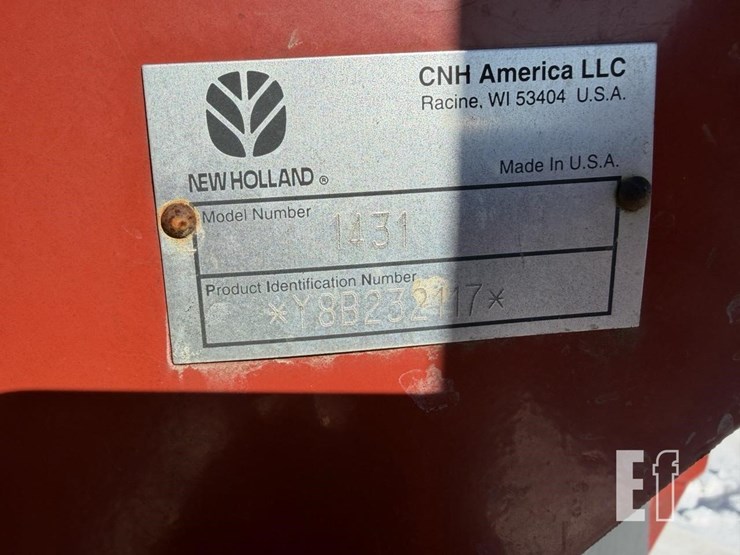 CNH America LLC
Racine, WI 53404 U.S.A.
NEW HOLLAND ®
Made In U.S.A.
Model Number
1431
Product Identification Number
*Y8B232117*
Ef